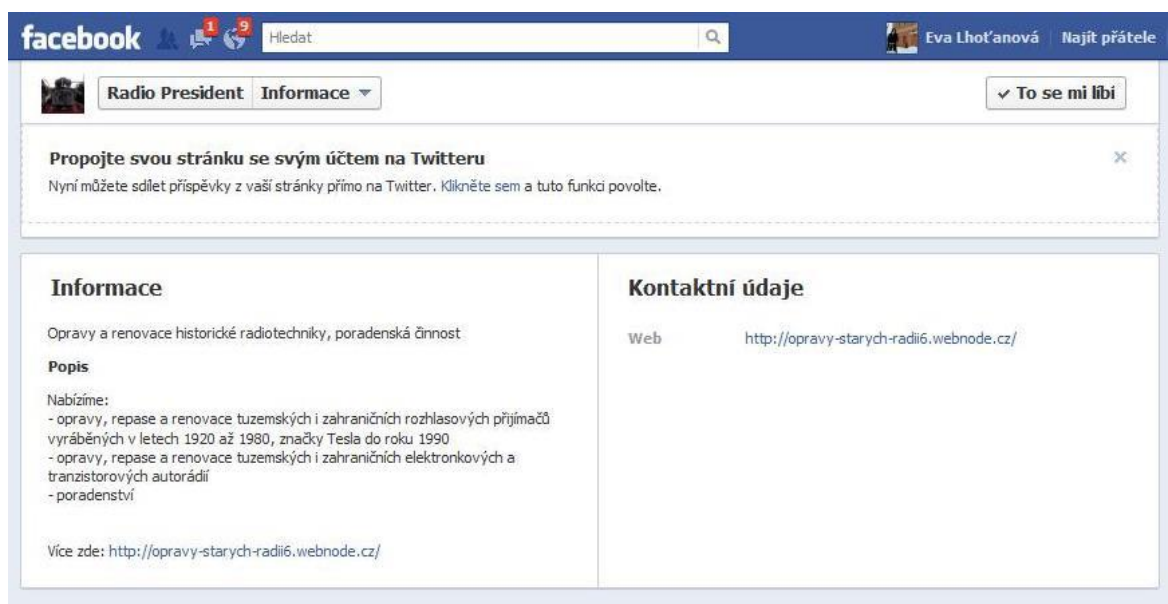 facebook 1 9 Hledat Eva Lhoťanová Najít přátele
Radio President Informace To se mi líbí
Propojte svou stránku se svým účtem na Twitteru
Nyní můžete sdílet příspěvky z vaší stránky přímo na Twitter. Klikněte sem a tuto funkci povolte.
Informace
Opravy a renovace historické radiotechniky, poradenská činnost
Popis
Nabízíme:
- opravy, repase a renovace tuzemských i zahraničních rozhlasových přijímačů
vyráběných v letech 1920 až 1980, značky Tesla do roku 1990
- opravy, repase a renovace tuzemských i zahraničních elektronkových a
tranzistorových autorádií
- poradenství
Více zde: http://opravy-starych-radii6.webnode.cz/
Kontaktní údaje
Web http://opravy-starych-radii6.webnode.cz/